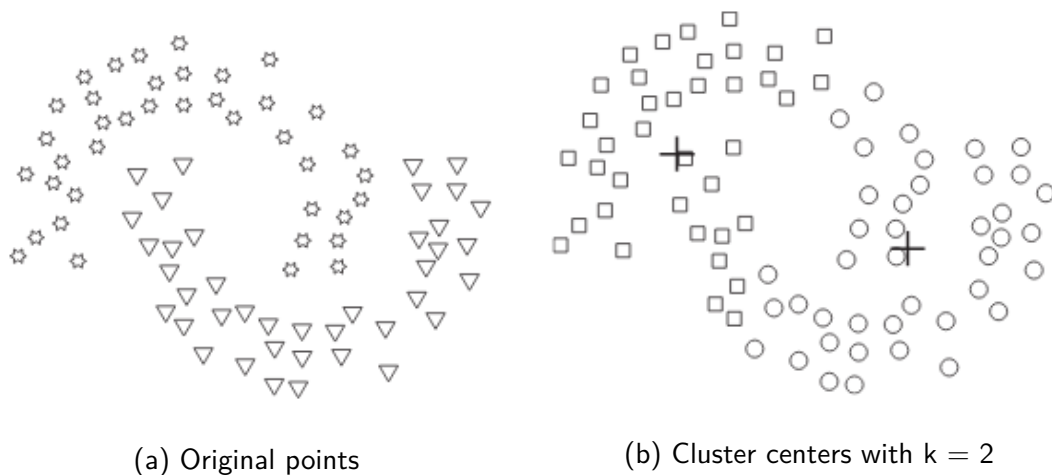 (a) Original points
(b) Cluster centers with k = 2